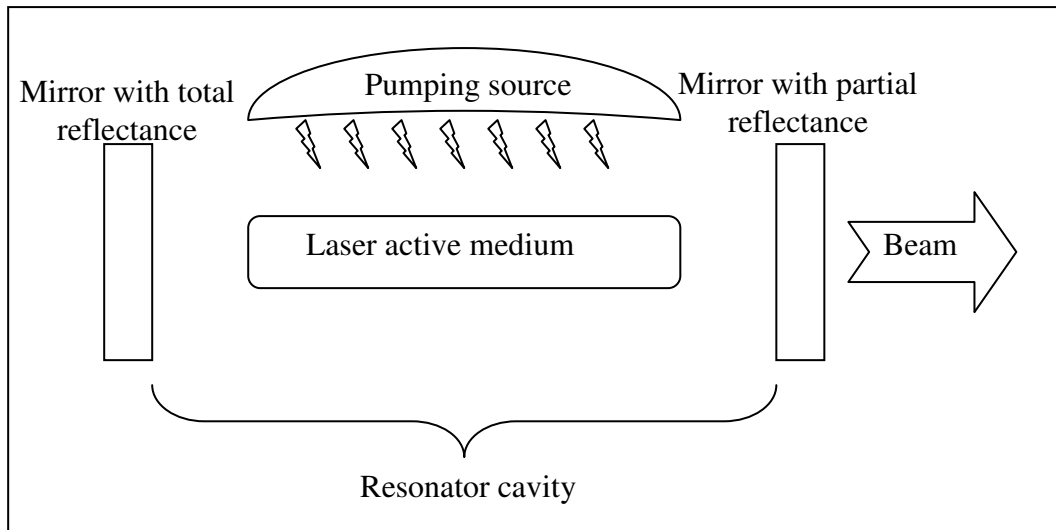 Pumping source
Mirror with total
reflectance
Mirror with partial
reflectance
Laser active medium
Beam
Resonator cavity